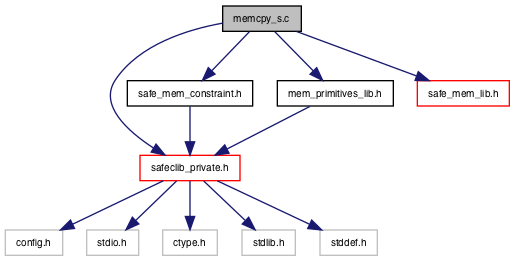 memcpy_s.c
safe_mem_constraint.h
mem_primitives_lib.h
safe_mem_lib.h
safeclib_private.h
config.h
stdio.h
ctype.h
stdlib.h
stddef.h